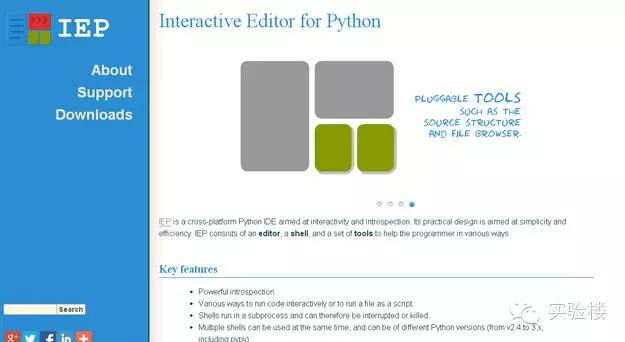 IEP
About
Support
Downloads
Search
Interactive Editor for Python
PLUGGABLE TOOLS
SUCH AS THE
SOURCE STRUCTURE
AND FILE BROWSER.
IEP is a cross-platform Python IDE aimed at interactivity and introspection. Its practical design is aimed at simplicity and
efficiency. IEP consists of an editor, a shell, and a set of tools to help the programmer in various ways.
Key features
Powerful introspection
Various ways to run code interactively or to run a file as a script.
Shells run in a subprocess and can therefore be interrupted or killed.
Multiple shells can be used at the same time, and can be of different Python versions (from v2.4 to 3.x,
including pypy)
实验楼